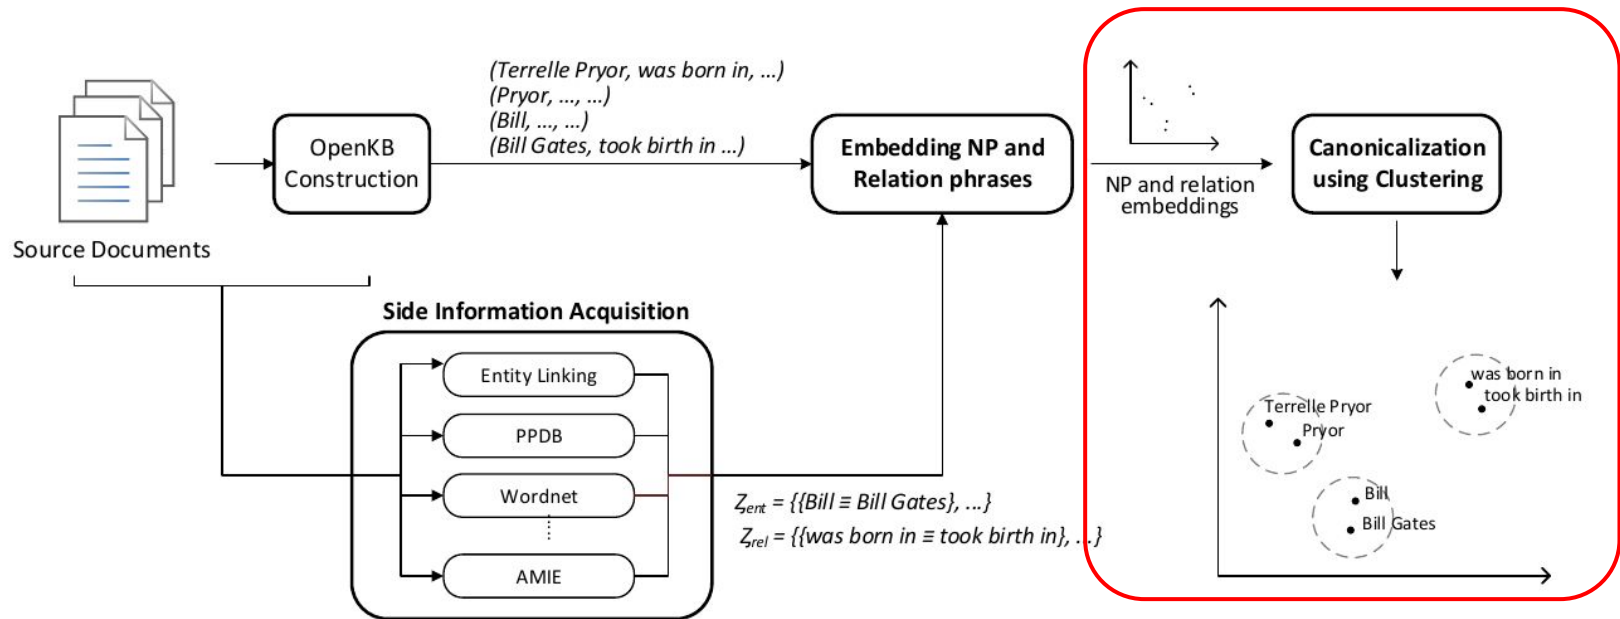 Source Documents
OpenKB
Construction
(Terrelle Pryor, was born in, ...)
(Pryor, ..., ...)
(Bill, ..., ...)
(Bill Gates, took birth in ...)
Embedding NP and
Relation phrases
NP and relation
embeddings
Canonicalization
using Clustering
Side Information Acquisition
Entity Linking
PPDB
Wordnet
AMIE
Z_ent = {{Bill ≡ Bill Gates}, ...}
Z_rel = {{was born in ≡ took birth in}, ...}
was born in
took birth in
Terrelle Pryor
Pryor
Bill
Bill Gates